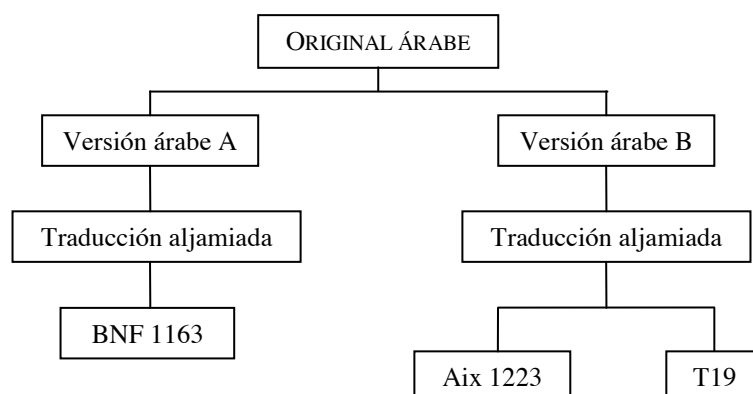 ORIGINAL ÁRABE
Versión árabe A
Versión árabe B
Traducción aljamiada
Traducción aljamiada
BNF 1163
Aix 1223
T19